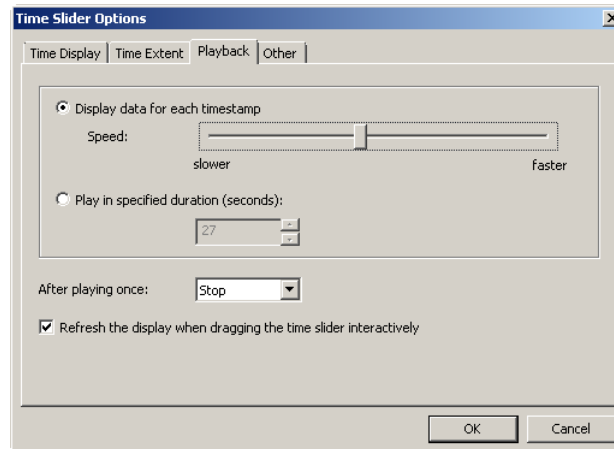 Time Slider Options
Time Display Time Extent Playback Other
Display data for each timestamp
Speed:
slower faster
Play in specified duration (seconds):
27
After playing once: Stop
Refresh the display when dragging the time slider interactively
OK Cancel